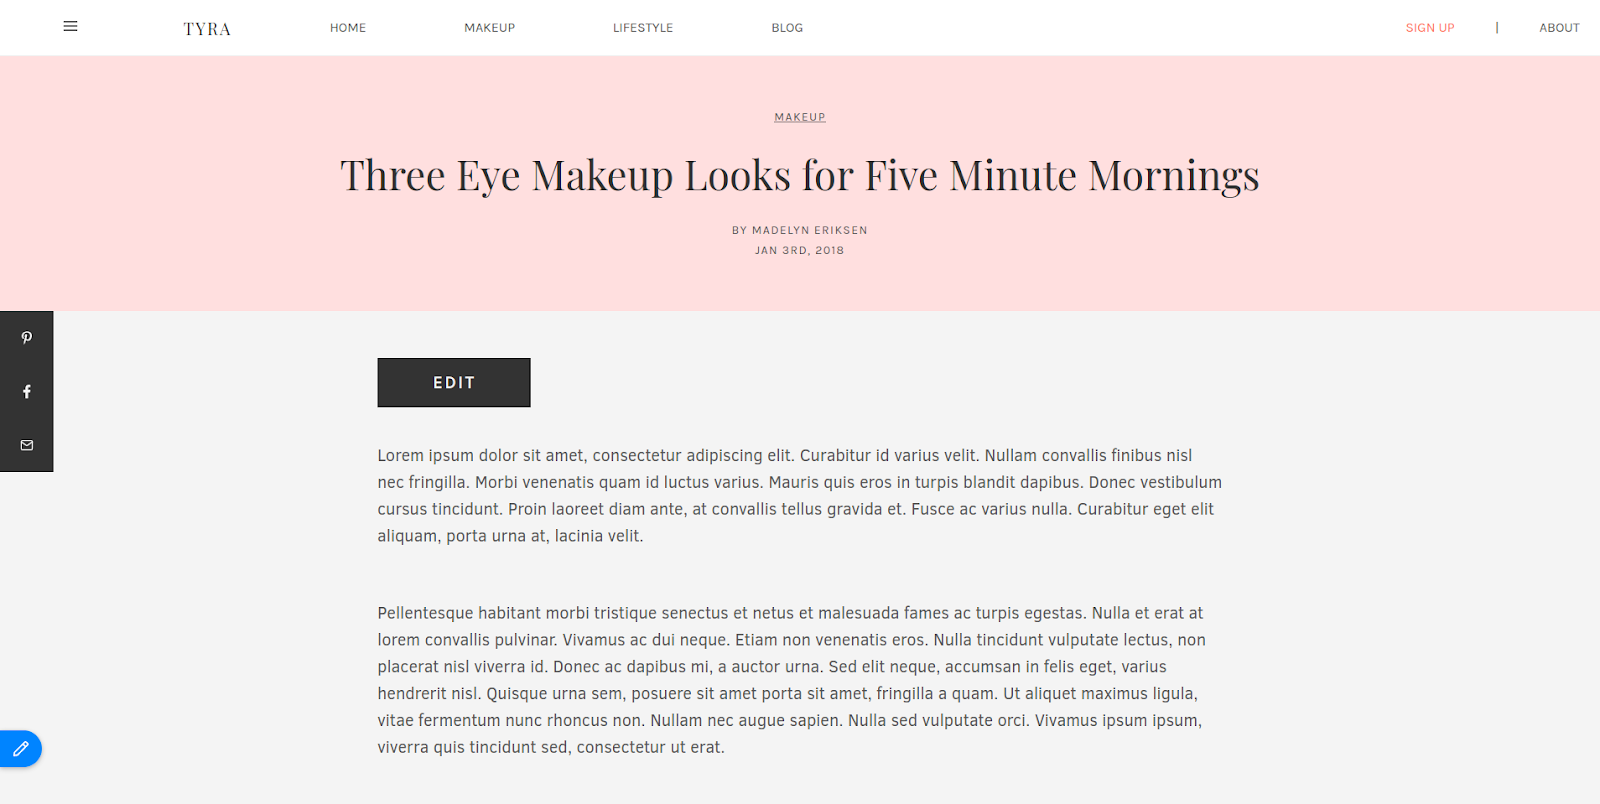 TYRA HOME MAKEUP LIFESTYLE BLOG SIGN UP | ABOUT
MAKEUP
Three Eye Makeup Looks for Five Minute Mornings
BY MADELYN ERIKSEN
JAN 3RD, 2018
EDIT
Lorem ipsum dolor sit amet, consectetur adipiscing elit. Curabitur id varius velit. Nullam convallis finibus nisl
nec fringilla. Morbi venenatis quam id luctus varius. Mauris quis eros in turpis blandit dapibus. Donec vestibulum
cursus tincidunt. Proin laoreet diam ante, at convallis tellus gravida et. Fusce ac varius nulla. Curabitur eget elit
aliquam, porta urna at, lacinia velit.
Pellentesque habitant morbi tristique senectus et netus et malesuada fames ac turpis egestas. Nulla et erat at
lorem convallis pulvinar. Vivamus ac dui neque. Etiam non venenatis eros. Nulla tincidunt vulputate lectus, non
placerat nisl viverra id. Donec ac dapibus mi, a auctor urna. Sed elit neque, accumsan in felis eget, varius
hendrerit nisl. Quisque urna sem, posuere sit amet porta sit amet, fringilla a quam. Ut aliquet maximus ligula,
vitae fermentum nunc rhoncus non. Nullam nec augue sapien. Nulla sed vulputate orci. Vivamus ipsum ipsum,
viverra quis tincidunt sed, consectetur ut erat.